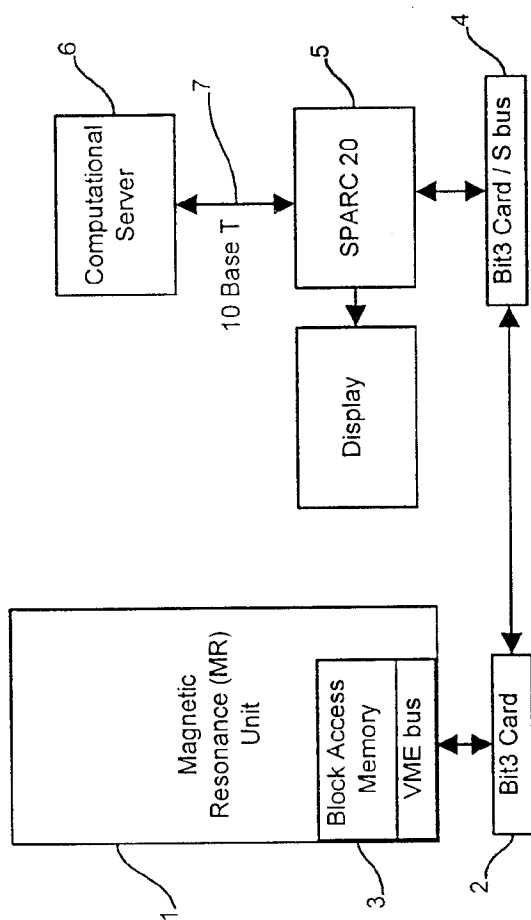 1
Magnetic
Resonance (MR)
Unit
3
Block Access
Memory
VME bus
2
Bit3 Card
6
Computational
Server
7
10 Base T
5
SPARC 20
Display
4
Bit3 Card / S bus